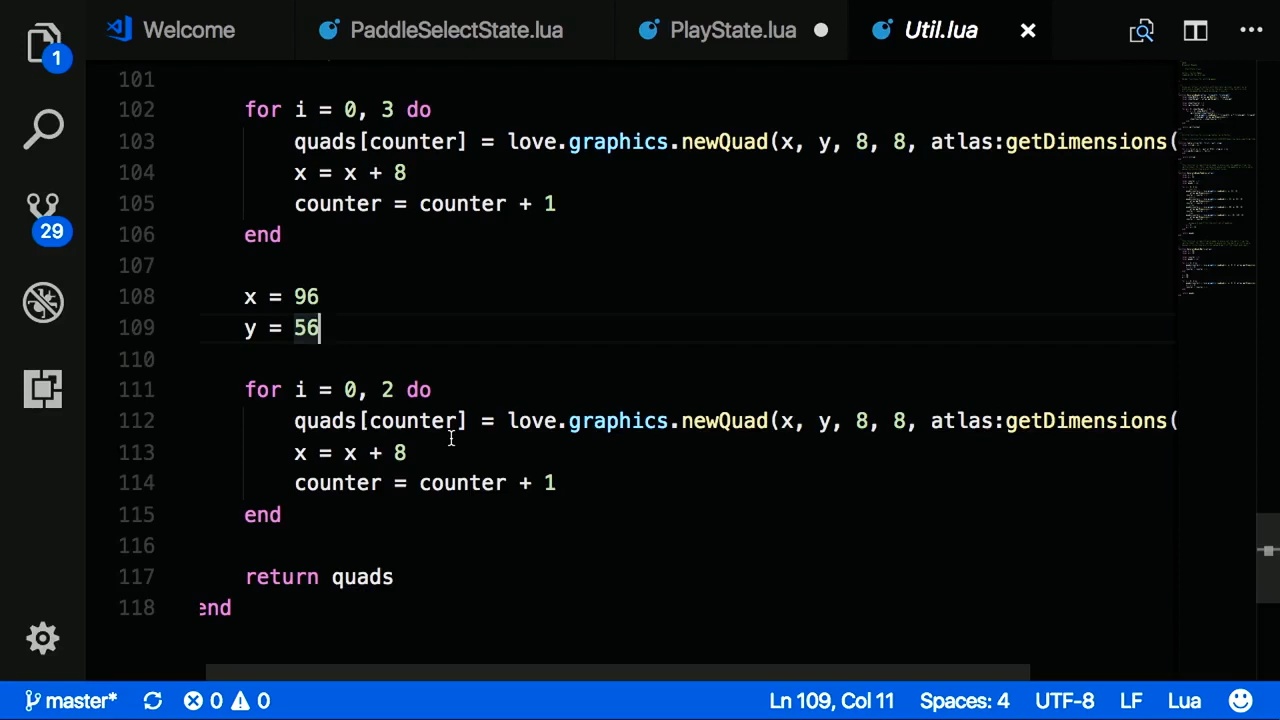 Welcome PaddleSelectState.lua PlayState.lua Util.lua
1
29
101
102 for i = 0, 3 do
103 quads[counter] = love.graphics.newQuad(x, y, 8, 8, atlas:getDimensions(
104 x = x + 8
105 counter = counter + 1
106 end
107
108 x = 96
109 y = 56
110
111 for i = 0, 2 do
112 quads[counter] = love.graphics.newQuad(x, y, 8, 8, atlas:getDimensions(
113 x = x + 8
114 counter = counter + 1
115 end
116
117 return quads
118 end
master* 0 0 Ln 109, Col 11 Spaces: 4 UTF-8 LF Lua